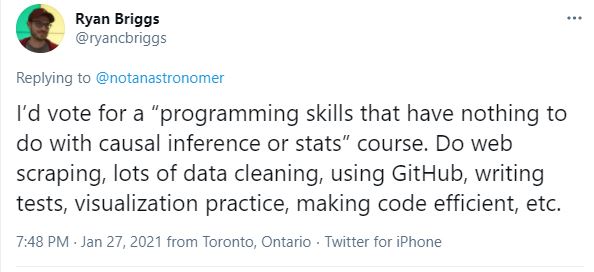 Ryan Briggs
@ryancbriggs
Replying to @notanastronomer
I'd vote for a “programming skills that have nothing to
do with causal inference or stats” course. Do web
scraping, lots of data cleaning, using GitHub, writing
tests, visualization practice, making code efficient, etc.
7:48 PM · Jan 27, 2021 from Toronto, Ontario · Twitter for iPhone